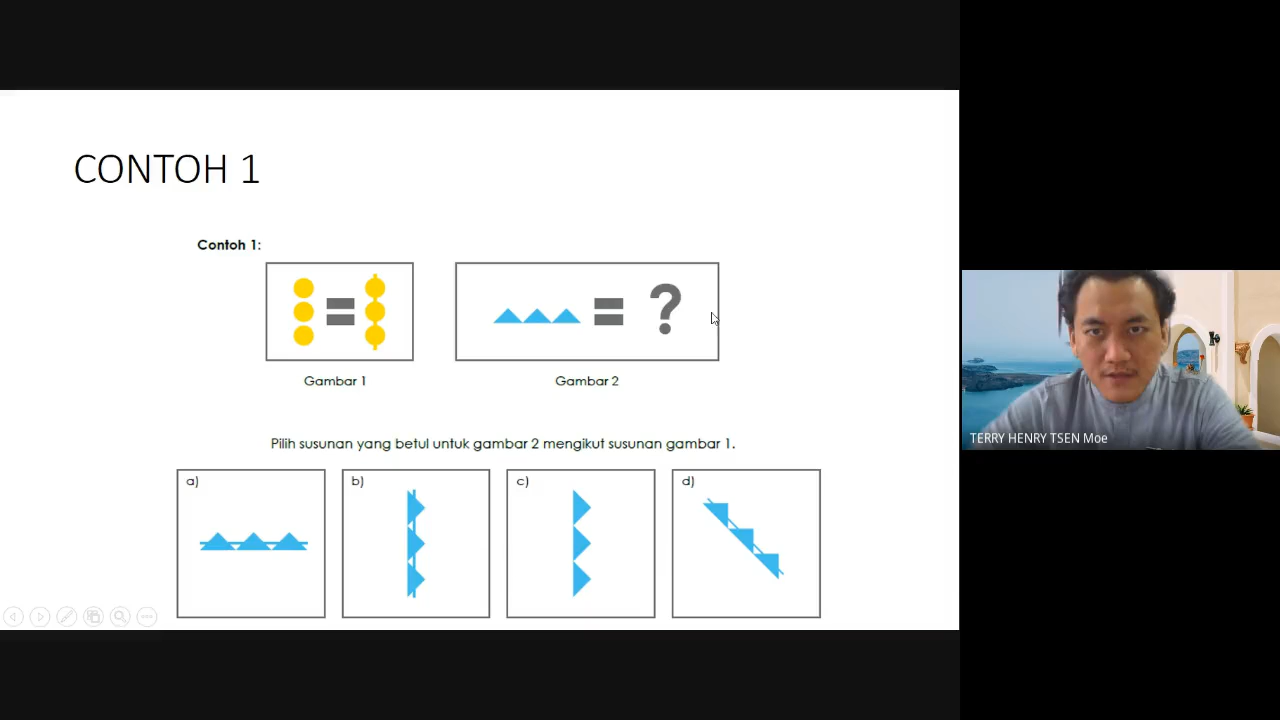 CONTOH 1
Contoh 1:
?
Gambar 1
Gambar 2
Pilih susunan yang betul untuk gambar 2 mengikut susunan gambar 1.
a)
b)
c)
d)
TERRY HENRY TSEN Moe